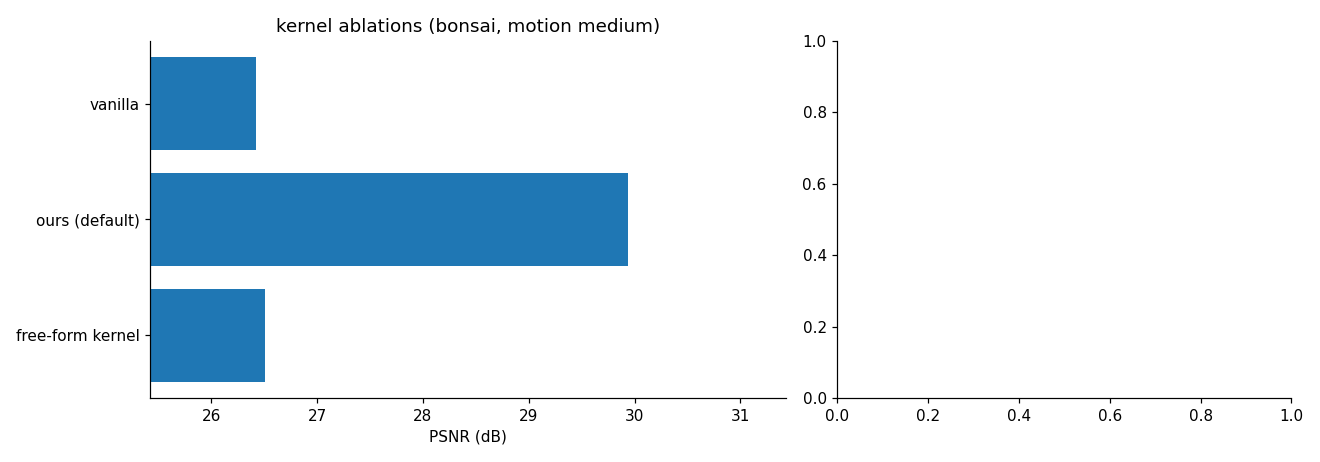 kernel ablations (bonsai, motion medium)
vanilla
ours (default)
free-form kernel
26 27 28 29 30 31
PSNR (dB)
1.0
0.8
0.6
0.4
0.2
0.0
0.0 0.2 0.4 0.6 0.8 1.0